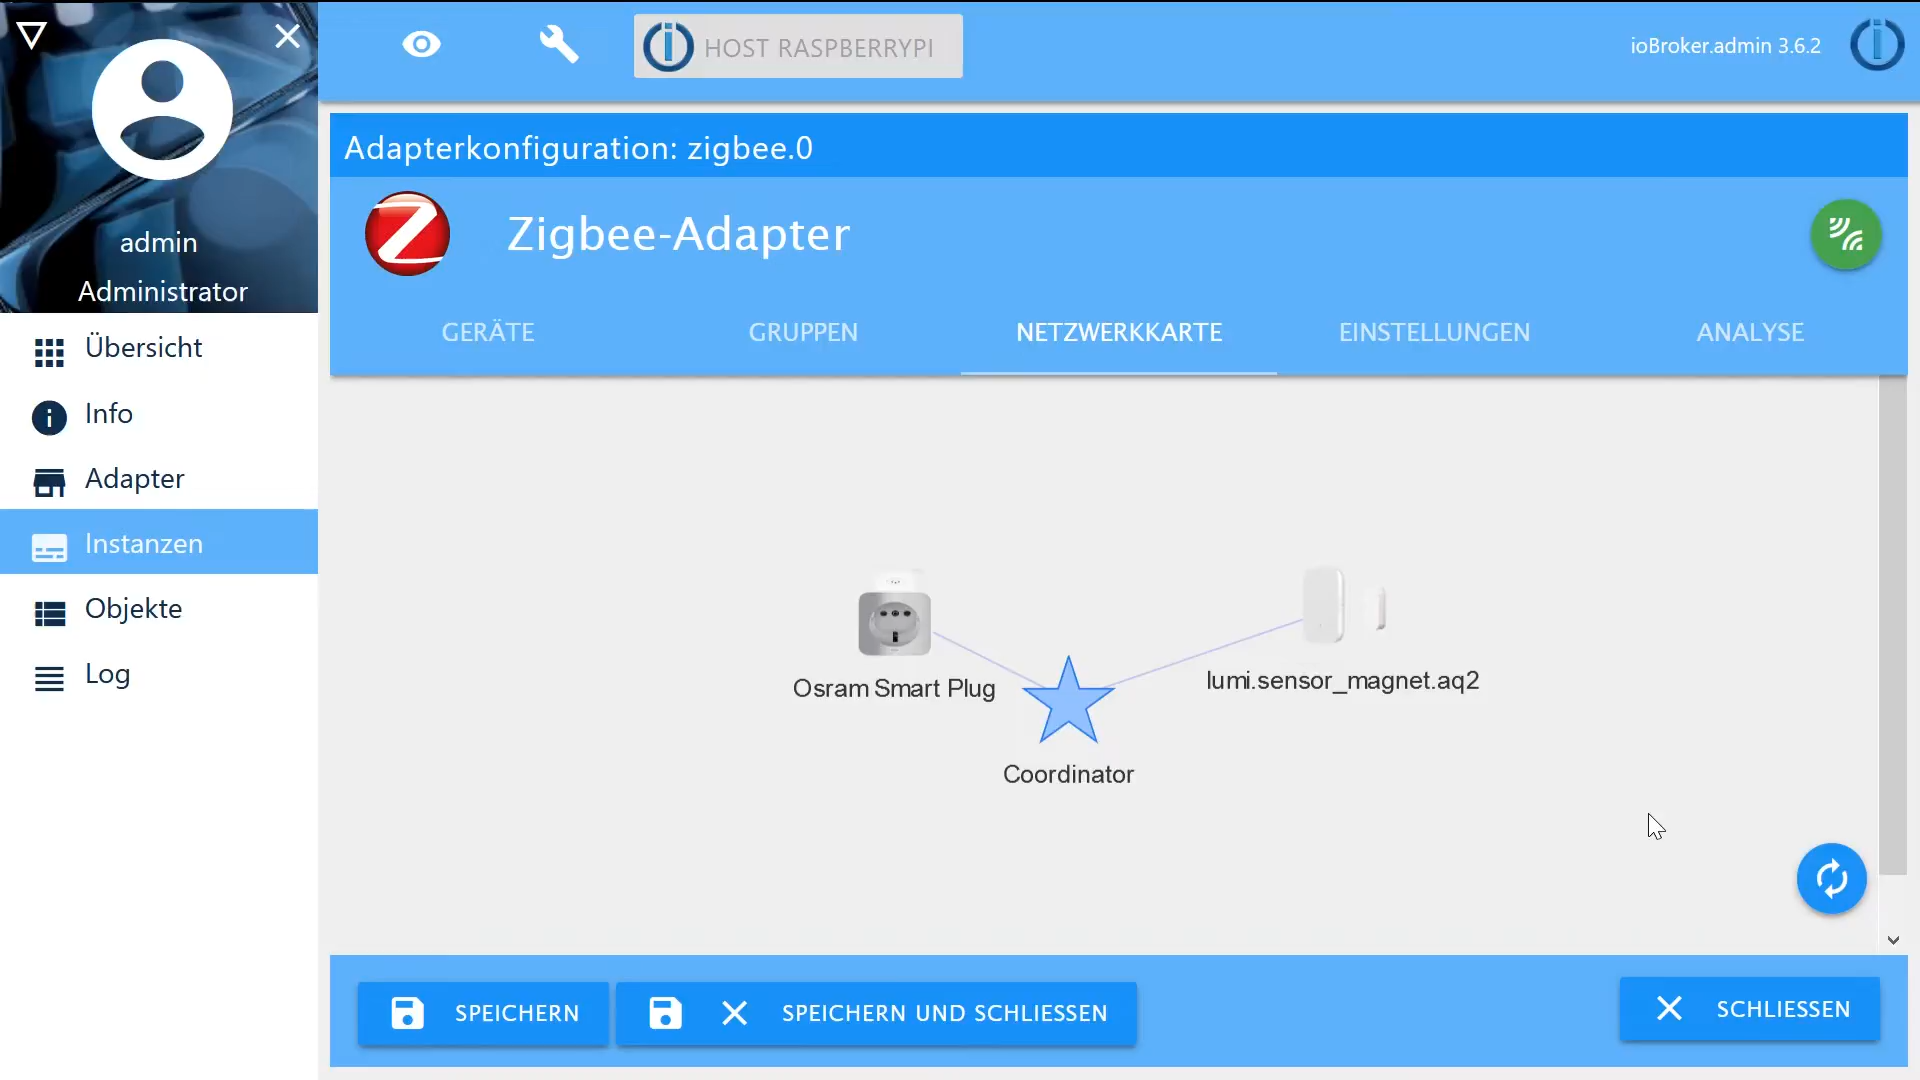 HOST RASPBERRYPI
ioBroker.admin 3.6.2
admin
Administrator
Übersicht
Info
Adapter
Instanzen
Objekte
Log
Adapterkonfiguration: zigbee.0
Zigbee-Adapter
GERÄTE
GRUPPEN
NETZWERKKARTE
EINSTELLUNGEN
ANALYSE
Osram Smart Plug
lumi.sensor_magnet.aq2
Coordinator
SPEICHERN
SPEICHERN UND SCHLIESSEN
SCHLIESSEN